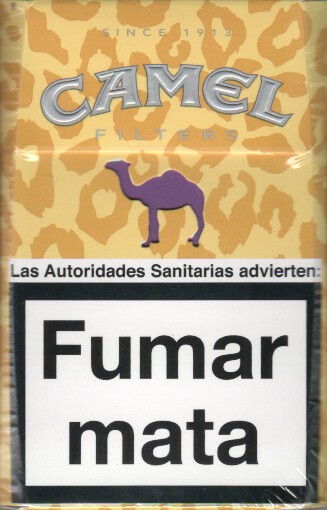 SINCE 1913
CAMEL
FILTERS
Las Autoridades Sanitarias advierten:
Fumar
mata